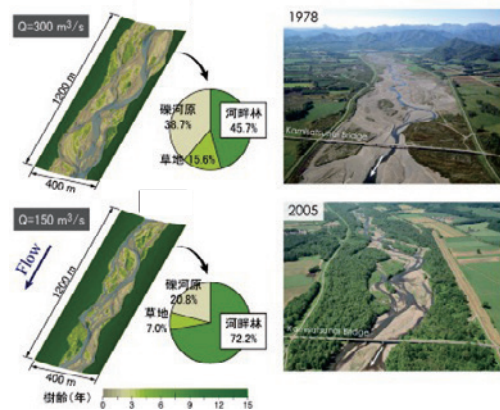 Q=300 m³/s
1200 m
400 m
礫河原
38.7%
河畔林
45.7%
草地 15.6%
1978
Kamisatsunai Bridge
Q=150 m³/s
Flow
1200 m
400 m
礫河原
20.8%
草地
7.0%
河畔林
72.2%
2005
Bridge
樹齢(年)
0 3 6 9 12 15